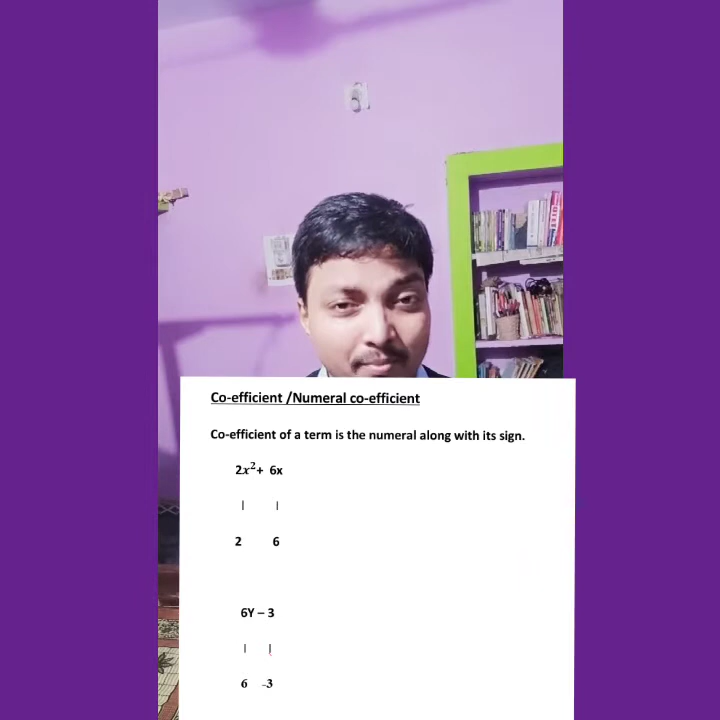 Co-efficient /Numeral co-efficient
Co-efficient of a term is the numeral along with its sign.
2x²+ 6x
| |
2 6
6Y – 3
| |
6 -3